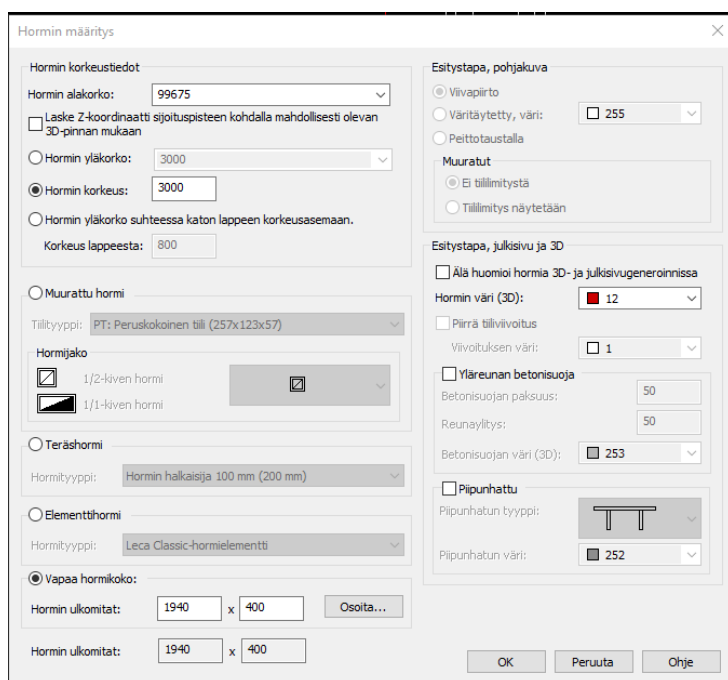 Hormin määritys
Hormin korkeustiedot
Hormin alakorko: 99675
Laske Z-koordinaatti sijoituspisteen kohdalla mahdollisesti olevan
3D-pinnan mukaan
Hormin yläkorko: 3000
Hormin korkeus: 3000
Hormin yläkorko suhteessa katon lappeen korkeusasemaan.
Korkeus lappeesta: 800
Muurattu hormi
Tiilityyppi: PT: Peruskokoinen tiili (257x123x57)
Hormijako
1/2-kiven hormi
1/1-kiven hormi
Teräshormi
Hormityyppi: Hormin halkaisija 100 mm (200 mm)
Elementtihormi
Hormityyppi: Leca Classic-hormielementti
Vapaa hormikoko:
Hormin ulkomitat: 1940 x 400 Osoita...
Hormin ulkomitat: 1940 x 400
Esitystapa, pohjakuva
Viivapiirto
Väritäytetty, väri: 255
Peittotaustalla
Muuratut
Ei tiililimitystä
Tiililimitys näytetään
Esitystapa, julkisivu ja 3D
Älä huomioi hormia 3D- ja julkisivugeneroinnissa
Hormin väri (3D): 12
Piirrä tiiliviivoitus
Viivoituksen väri: 1
Yläreunan betonisuoja
Betonisuojan paksuus: 50
Reunaylitys: 50
Betonisuojan väri (3D): 253
Piipunhattu
Piipunhatun tyyppi:
Piipunhatun väri: 252
OK Peruuta Ohje